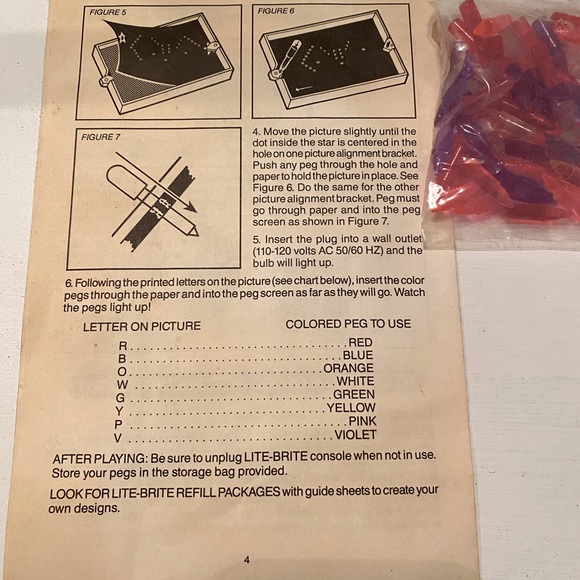 FIGURE 5
FIGURE 6
FIGURE 7
4. Move the picture slightly until the
dot inside the star is centered in the
hole on one picture alignment bracket.
Push any peg through the hole and
paper to hold the picture in place. See
Figure 6. Do the same for the other
picture alignment bracket. Peg must
go through paper and into the peg
screen as shown in Figure 7.
5. Insert the plug into a wall outlet
(110-120 volts AC 50/60 HZ) and the
bulb will light up.
6. Following the printed letters on the picture (see chart below), insert the color
pegs through the paper and into the peg screen as far as they will go. Watch
the pegs light up!
LETTER ON PICTURE COLORED PEG TO USE
R. . . . . . . . . . . . . . . . . . . . . . . . . . . . . . . . . . .RED
B. . . . . . . . . . . . . . . . . . . . . . . . . . . . . . . . . . .BLUE
O. . . . . . . . . . . . . . . . . . . . . . . . . . . . . . .ORANGE
W . . . . . . . . . . . . . . . . . . . . . . . . . . . . . . . . .WHITE
G . . . . . . . . . . . . . . . . . . . . . . . . . . . . . . . . .GREEN
Y . . . . . . . . . . . . . . . . . . . . . . . . . . . . . . . .YELLOW
P . . . . . . . . . . . . . . . . . . . . . . . . . . . . . . . . . . .PINK
V . . . . . . . . . . . . . . . . . . . . . . . . . . . . . . . . .VIOLET
AFTER PLAYING: Be sure to unplug LITE-BRITE console when not in use.
Store your pegs in the storage bag provided.
LOOK FOR LITE-BRITE REFILL PACKAGES with guide sheets to create your
own designs.
4